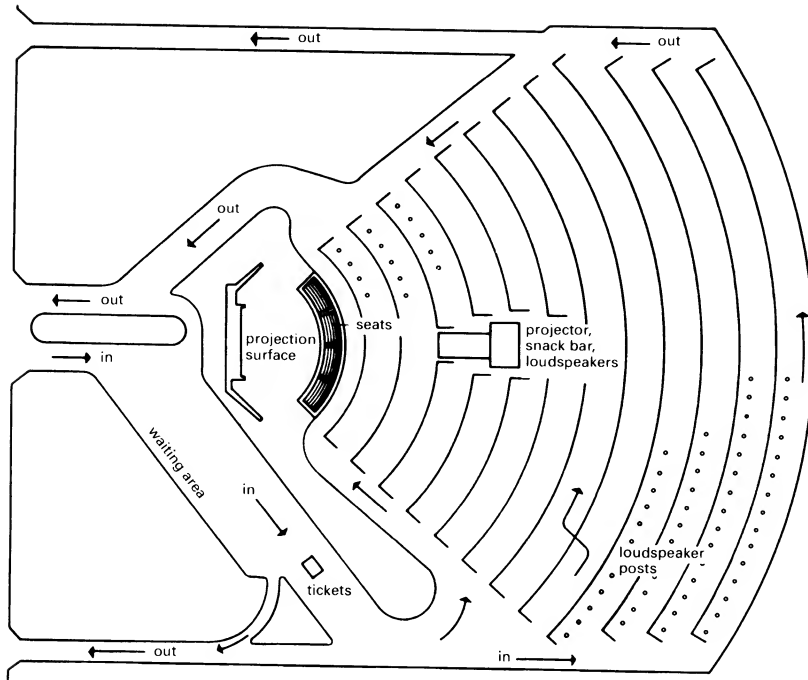 out
out
out
out
in
projection
surface
seats
projector,
snack bar,
loudspeakers
waiting area
in
tickets
loudspeaker
posts
out
in